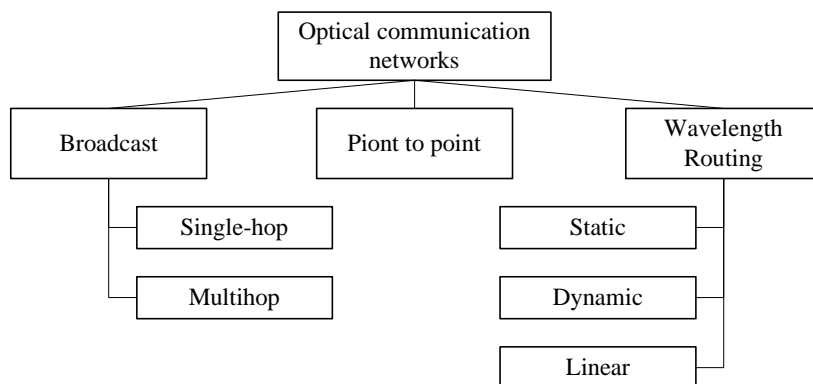 Optical communication
networks
Broadcast
Piont to point
Wavelength
Routing
Single-hop
Static
Multihop
Dynamic
Linear